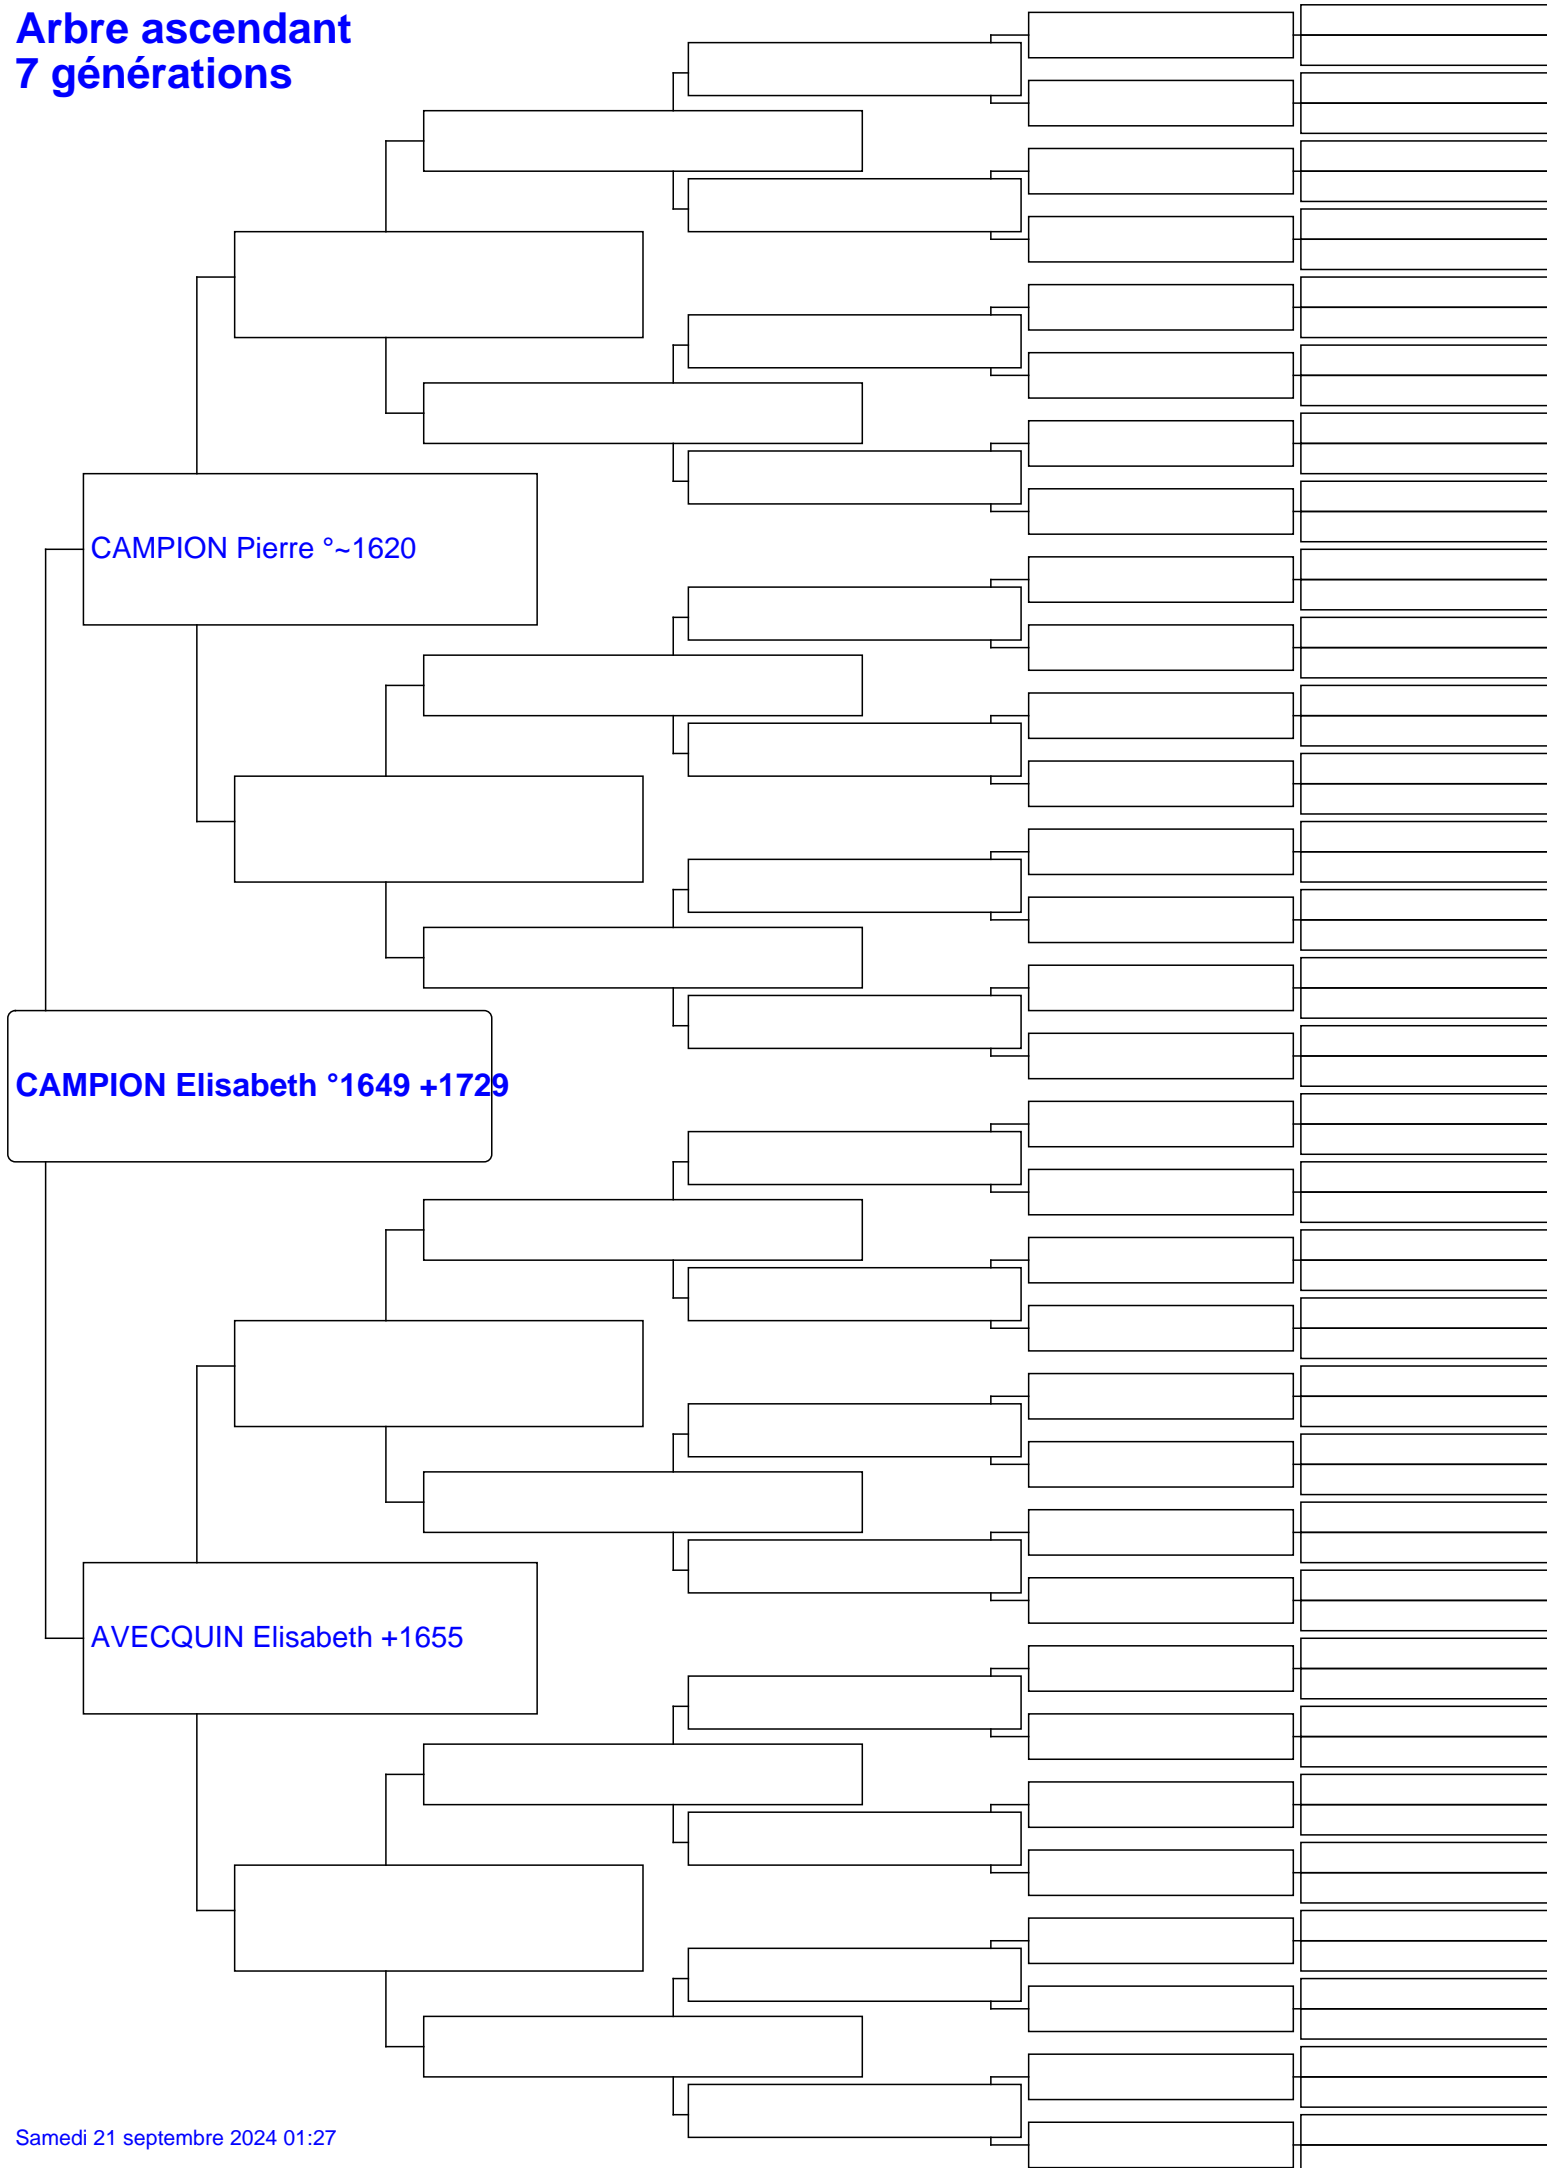 Arbre ascendant
7 générations
CAMPION Pierre °~1620
CAMPION Elisabeth °1649 +1729
AVECQUIN Elisabeth +1655
Samedi 21 septembre 2024 01:27